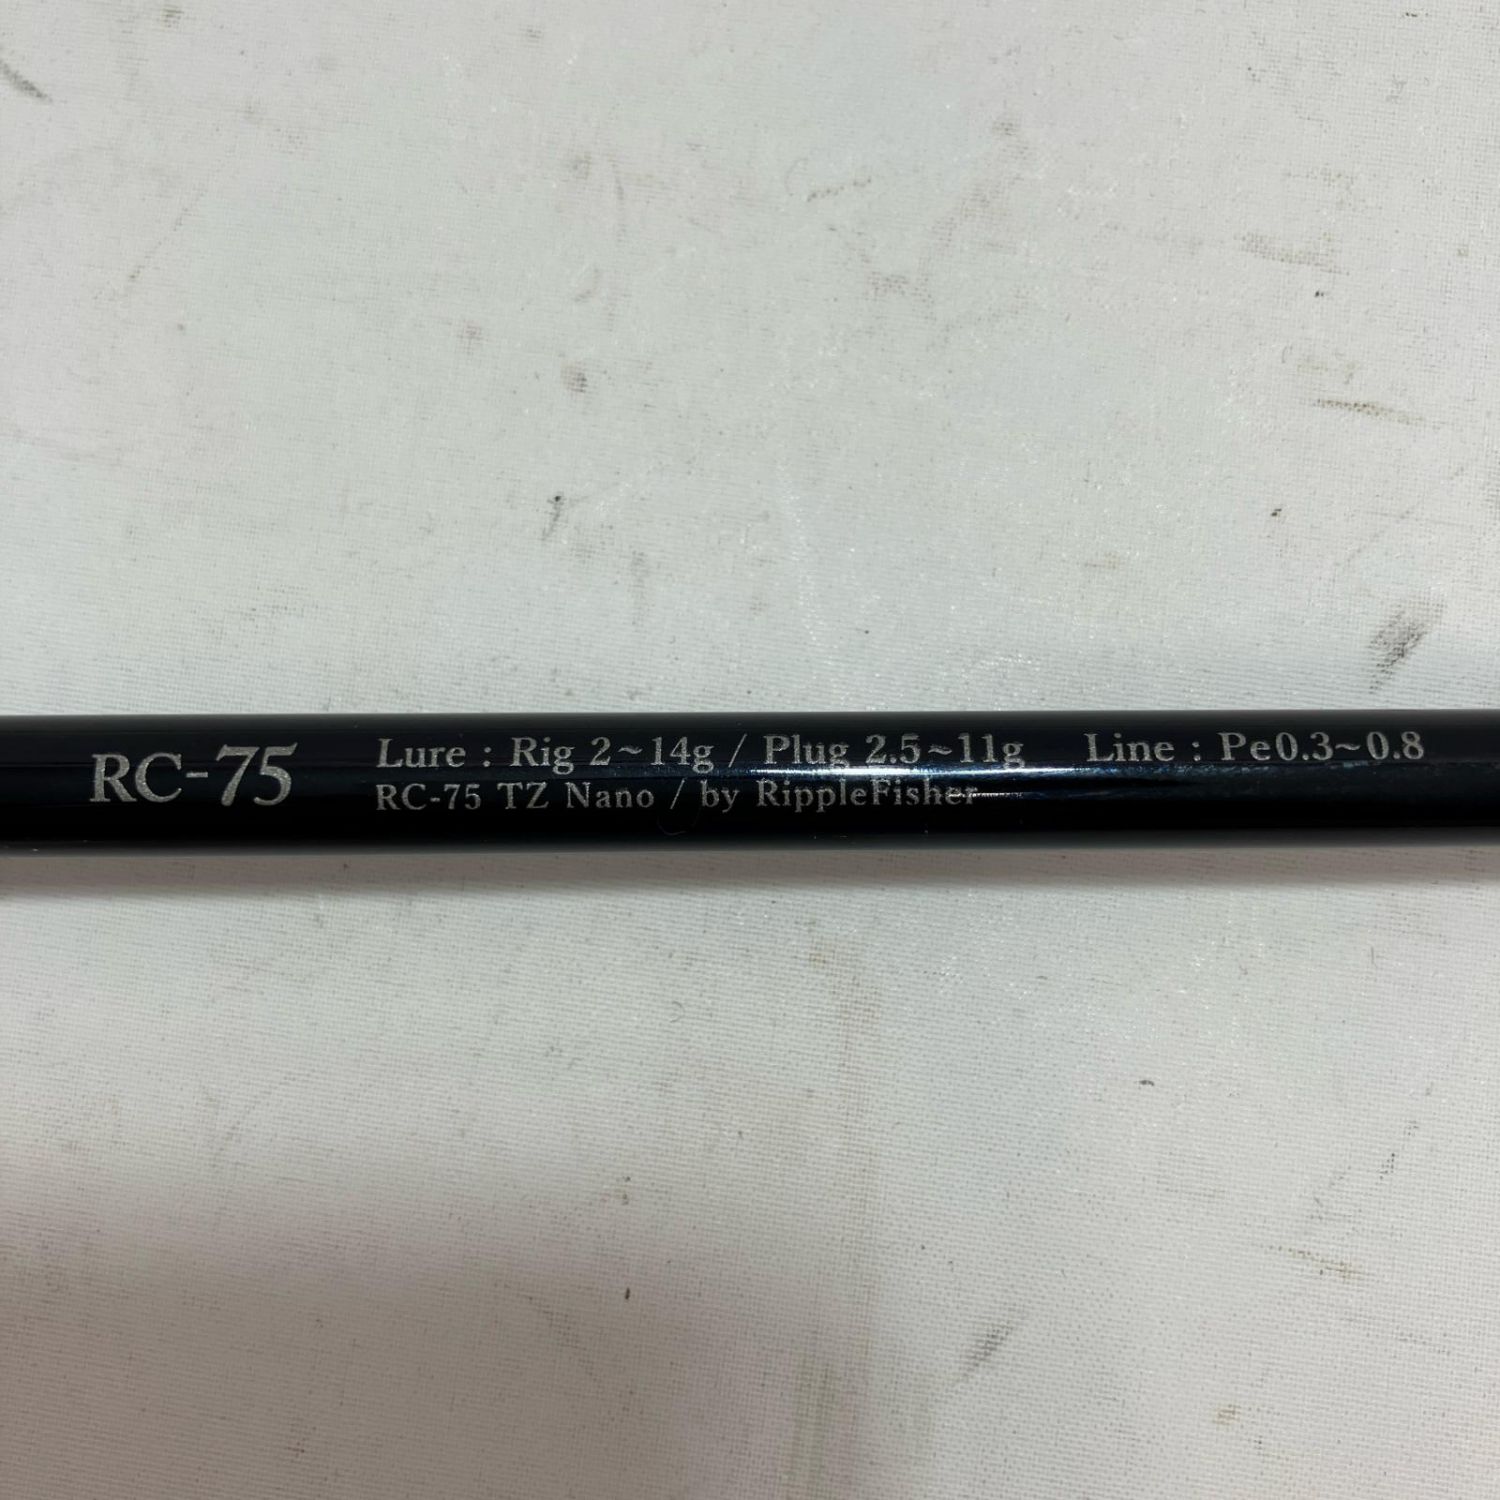 RC-75
Lure : Rig 2~14g / Plug 2.5~11g Line : Pe0.3~0.8
RC-75 TZ Nano / by RippleFisher